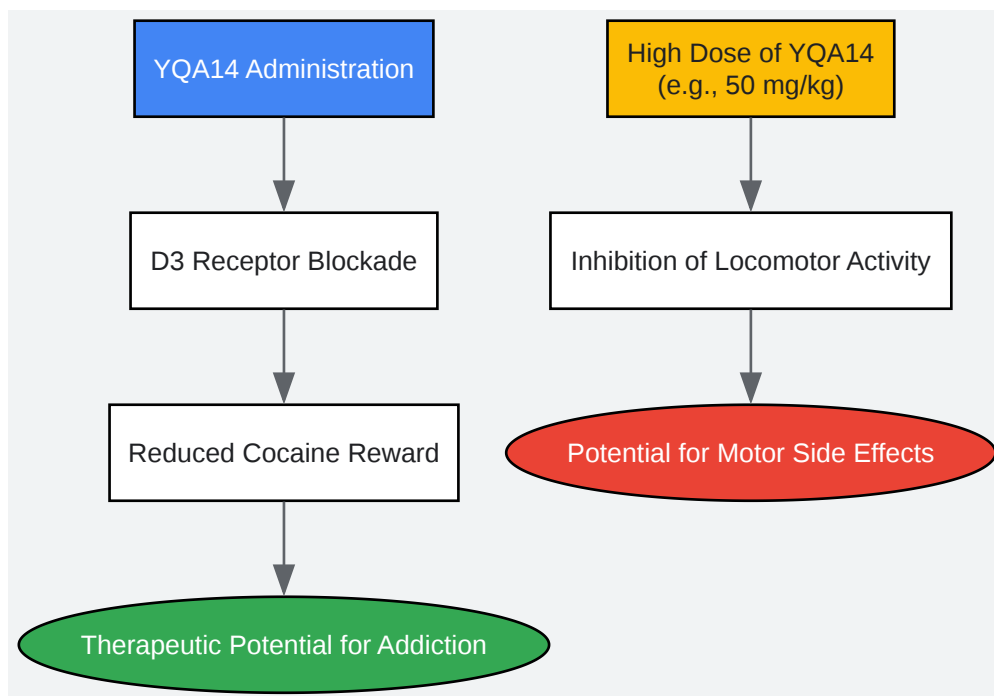 YQA14 Administration
D3 Receptor Blockade
Reduced Cocaine Reward
Therapeutic Potential for Addiction
High Dose of YQA14
(e.g., 50 mg/kg)
Inhibition of Locomotor Activity
Potential for Motor Side Effects